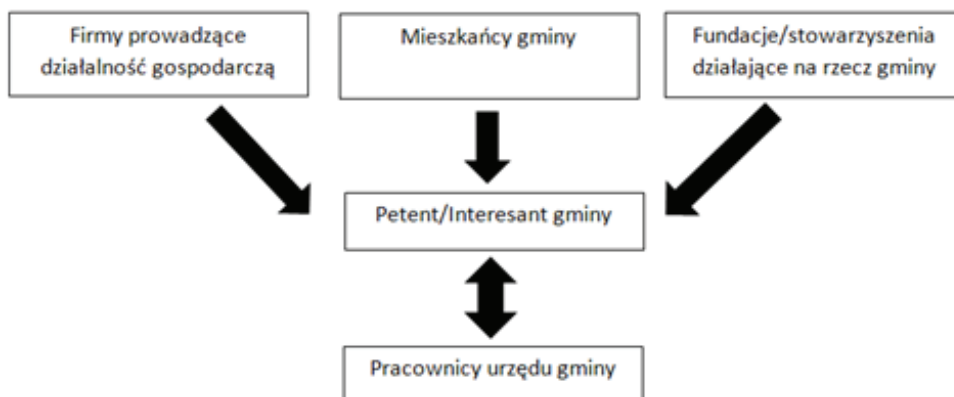 Firmy prowadzące
działalność gospodarczą
Mieszkańcy gminy
Fundacje/stowarzyszenia
działające na rzecz gminy
Petent/Interesant gminy
Pracownicy urzędu gminy